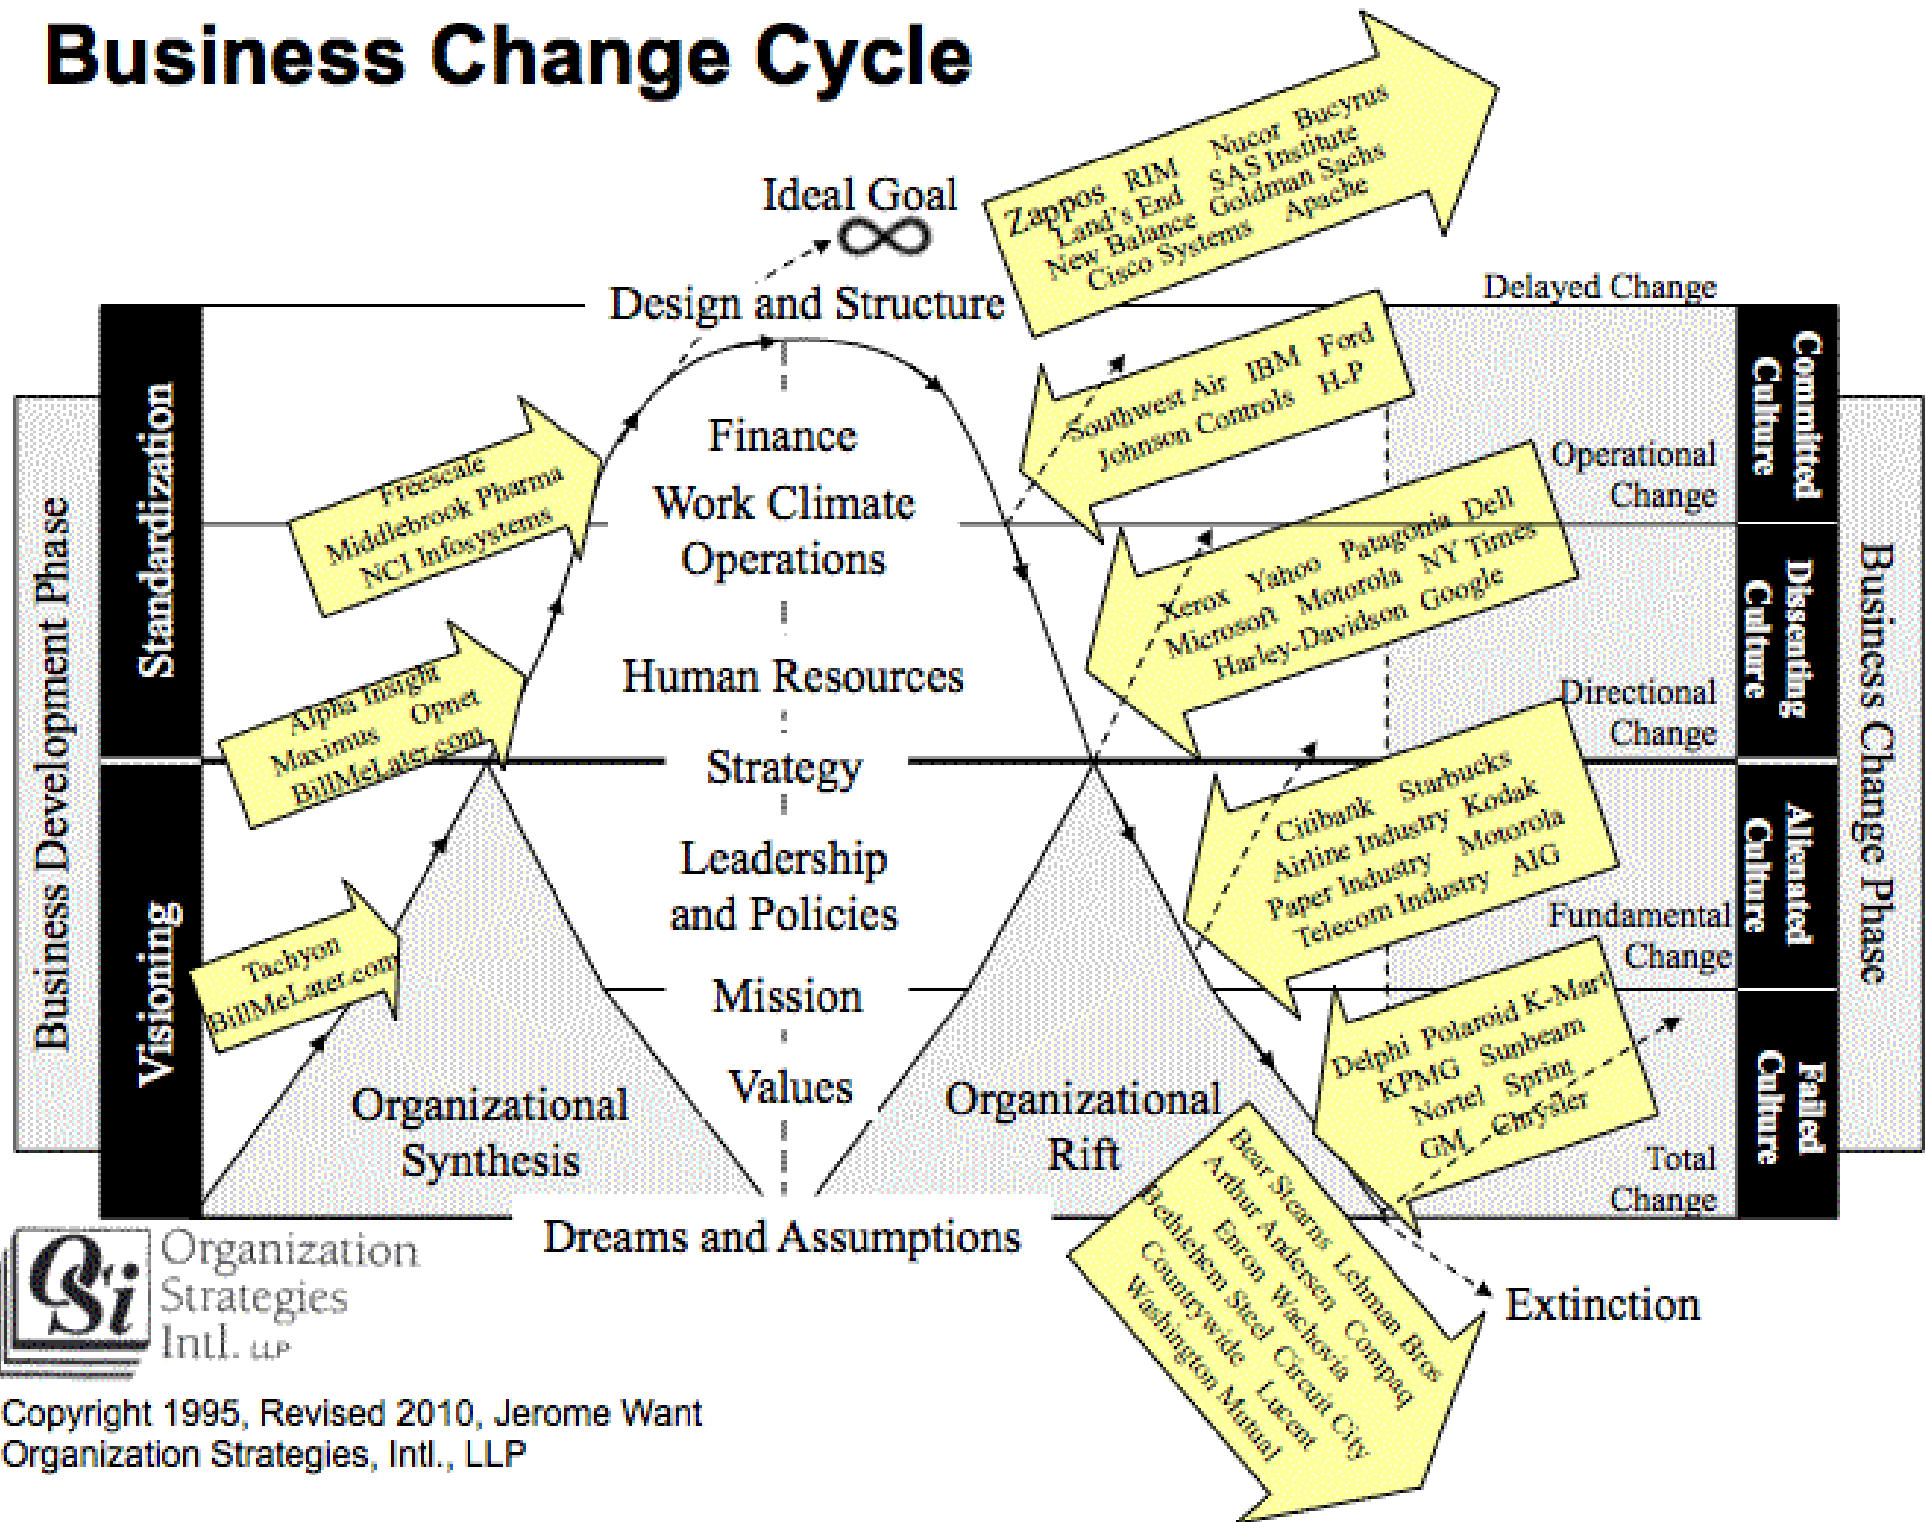 Business Change Cycle
Ideal Goal
Design and Structure
Zappos RIM Nucor Bucyrus
Land's End SAS Institute
New Balance Goldman Sachs
Cisco Systems Apache
Delayed Change
Southwest Air IBM Ford
Johnson Controls H-P
Operational
Change
Xerox Yahoo Patagonia Dell
Microsoft Motorola NY Times
Harley-Davidson Google
Directional
Change
Citibank Starbucks
Airline Industry Kodak
Paper Industry Motorola
Telecom Industry AIG
Fundamental
Change
Delphi Polaroid K-Mart
KPMG Sunbeam
Nortel Sprint
GM Chrysler
Total
Change
Bear Stearns Lehman Bros
Arthur Andersen Compaq
Enron Wachovia
Bethlehem Steel Circuit City
Countrywide Lucent
Washington Mutual
Extinction
Committed
Culture
Dissenting
Culture
Alienated
Culture
Failed
Culture
Business Change Phase
Business Development Phase
Standardization
Visioning
Freescale
Middlebrook Pharma
NCI Infosystems
Alpha Insight
Maximus Opnet
BillMeLater.com
Tachyon
BillMeLater.com
Finance
Work Climate
Operations
Human Resources
Strategy
Leadership
and Policies
Mission
Values
Organizational
Synthesis
Organizational
Rift
Dreams and Assumptions
OSi
Organization
Strategies
Intl. LLP
Copyright 1995, Revised 2010, Jerome Want
Organization Strategies, Intl., LLP